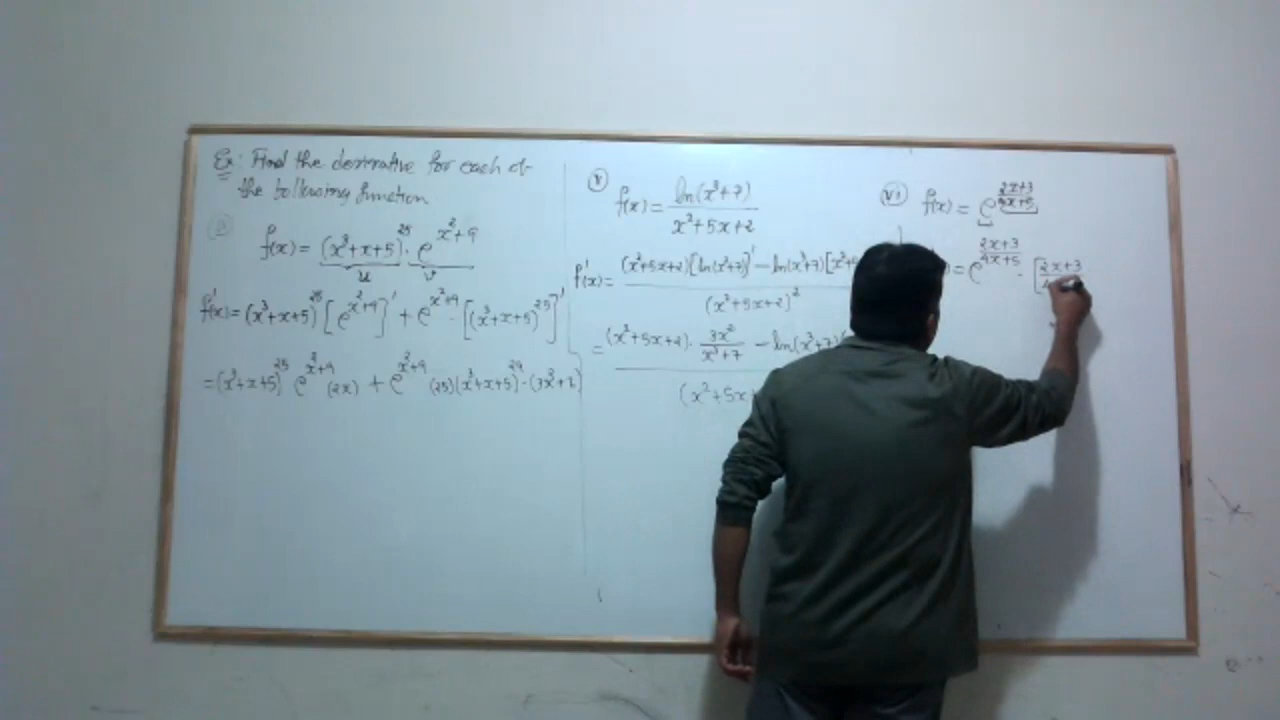 Ex: Find the derivative for each of
the following function
f(x) = (x³+x+5)²⁵ · e^(x²+9)
u v
f'(x) = (x³+x+5)²⁵ [e^(x²+9)]' + e^(x²+9) · [(x³+x+5)²⁵]'
= (x³+x+5)²⁵ e^(x²+9) (2x) + e^(x²+9) (25)(x³+x+5)²⁴ · (3x²+1)
Ⓥ f(x) = ln(x³+7) / x²+5x+2
f'(x) = (x²+5x+2)[ln(x³+7)]' − ln(x³+7)[x²+5 / (x²+5x+2)²
= (x²+5x+2) · 3x² / x³+7 − ln(x³+7)( / (x²+5x+
vi f(x) = e^(2x+3 / 4x+5)
) = e^(2x+3 / 4x+5) · [2x+3 / 4